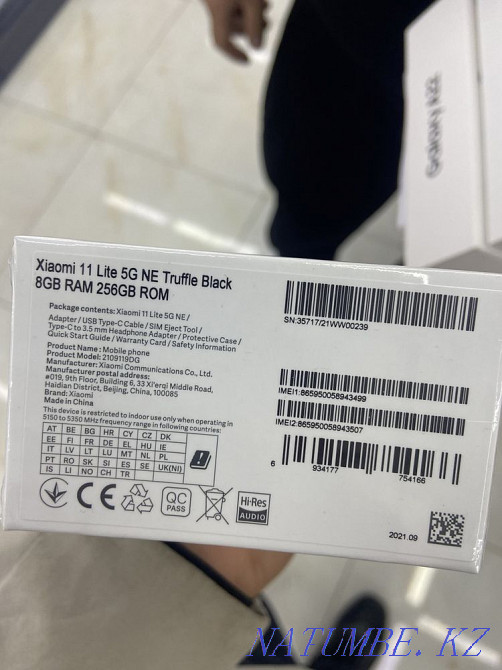 Galaxy A22
Xiaomi 11 Lite 5G NE Truffle Black
8GB RAM 256GB ROM
Package contents: Xiaomi 11 Lite 5G NE /
Adapter / USB Type-C Cable / SIM Eject Tool /
Type-C to 3.5 mm Headphone Adapter / Protective Case /
Quick Start Guide / Warranty Card / Safety Information
Product Name: Mobile phone
Product Model: 2109119DG
Manufacturer: Xiaomi Communications Co., Ltd.
Manufacturer postal address:
#019, 9th Floor, Building 6, 33 Xi'erqi Middle Road,
Haidian District, Beijing, China, 100085
Brand: Xiaomi
Made in China
This device is restricted to indoor use only when operating in
5150 to 5350 MHz frequency range in following countries:
AT BE BG HR CY CZ DK
EE FI FR DE EL HU IE
IT LV LT LU MT NL PL
PT RO SK SI ES SE UK(NI)
IS LI NO CH TR
CE
QC
PASS
Hi-Res
AUDIO
SN:35717/21WW00239
IMEI1:865950058943499
IMEI2:865950058943507
6 934177 754166
2021.09
NATUMBE.KZ